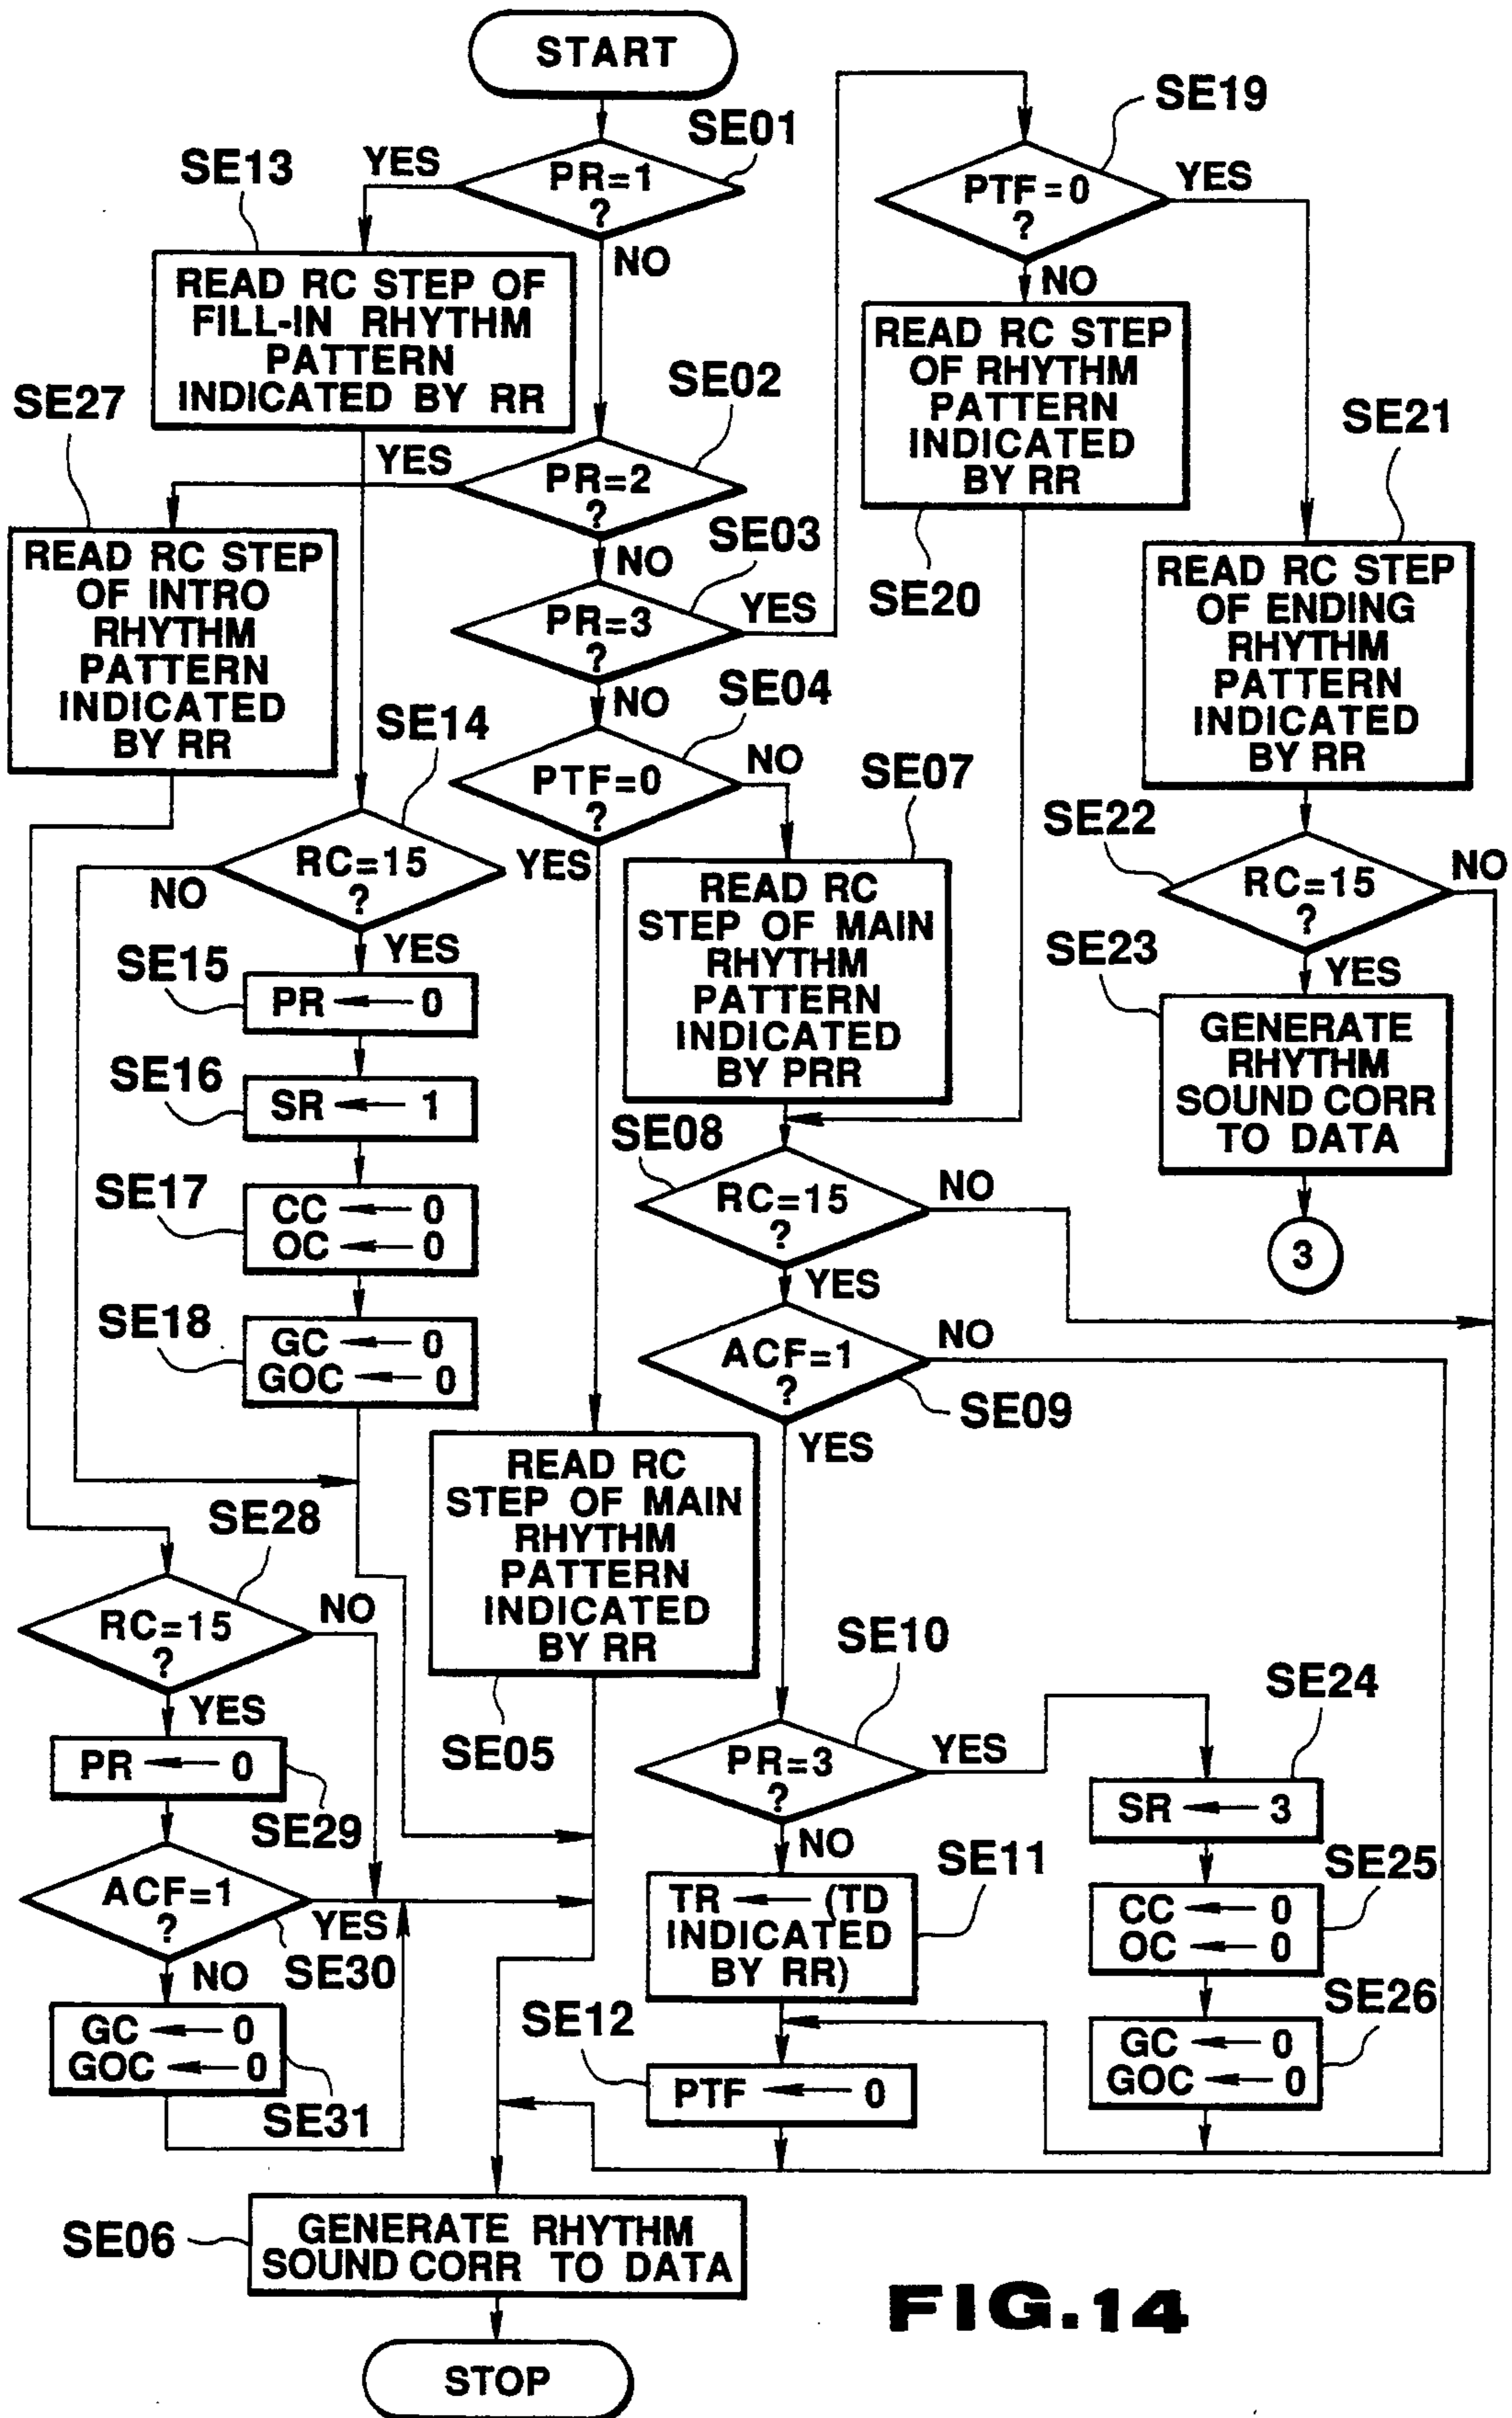 START
SE01
PR=1
?
YES
NO
SE13
READ RC STEP OF
FILL-IN RHYTHM
PATTERN
INDICATED BY RR
SE02
PR=2
?
YES
NO
SE27
READ RC STEP
OF INTRO
RHYTHM
PATTERN
INDICATED
BY RR
SE03
PR=3
?
YES
NO
SE19
PTF=0
?
YES
NO
READ RC STEP
OF RHYTHM
PATTERN
INDICATED
BY RR
SE20
SE21
READ RC STEP
OF ENDING
RHYTHM
PATTERN
INDICATED
BY RR
SE04
PTF=0
?
NO
YES
SE07
READ RC
STEP OF MAIN
RHYTHM
PATTERN
INDICATED
BY PRR
SE14
RC=15
?
NO
YES
SE15
PR ← 0
SE16
SR ← 1
SE17
CC ← 0
OC ← 0
SE18
GC ← 0
GOC ← 0
SE22
RC=15
?
NO
YES
SE23
GENERATE
RHYTHM
SOUND CORR
TO DATA
3
SE08
RC=15
?
NO
YES
ACF=1
?
NO
SE09
YES
READ RC
STEP OF MAIN
RHYTHM
PATTERN
INDICATED
BY RR
SE05
SE28
RC=15
?
NO
YES
PR ← 0
SE29
ACF=1
?
YES
SE30
NO
GC ← 0
GOC ← 0
SE31
SE10
PR=3
?
YES
NO
SE24
SR ← 3
SE25
CC ← 0
OC ← 0
SE26
GC ← 0
GOC ← 0
SE11
TR ← (TD
INDICATED
BY RR)
SE12
PTF ← 0
SE06
GENERATE RHYTHM
SOUND CORR TO DATA
STOP
FIG.14